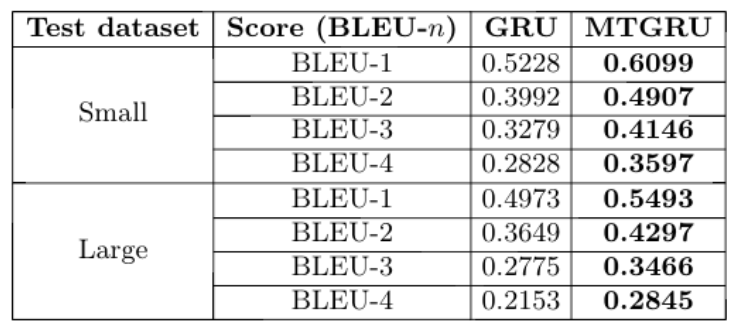 Test dataset Score (BLEU-n) GRU MTGRU
Small
BLEU-1 0.5228 0.6099
BLEU-2 0.3992 0.4907
BLEU-3 0.3279 0.4146
BLEU-4 0.2828 0.3597
Large
BLEU-1 0.4973 0.5493
BLEU-2 0.3649 0.4297
BLEU-3 0.2775 0.3466
BLEU-4 0.2153 0.2845